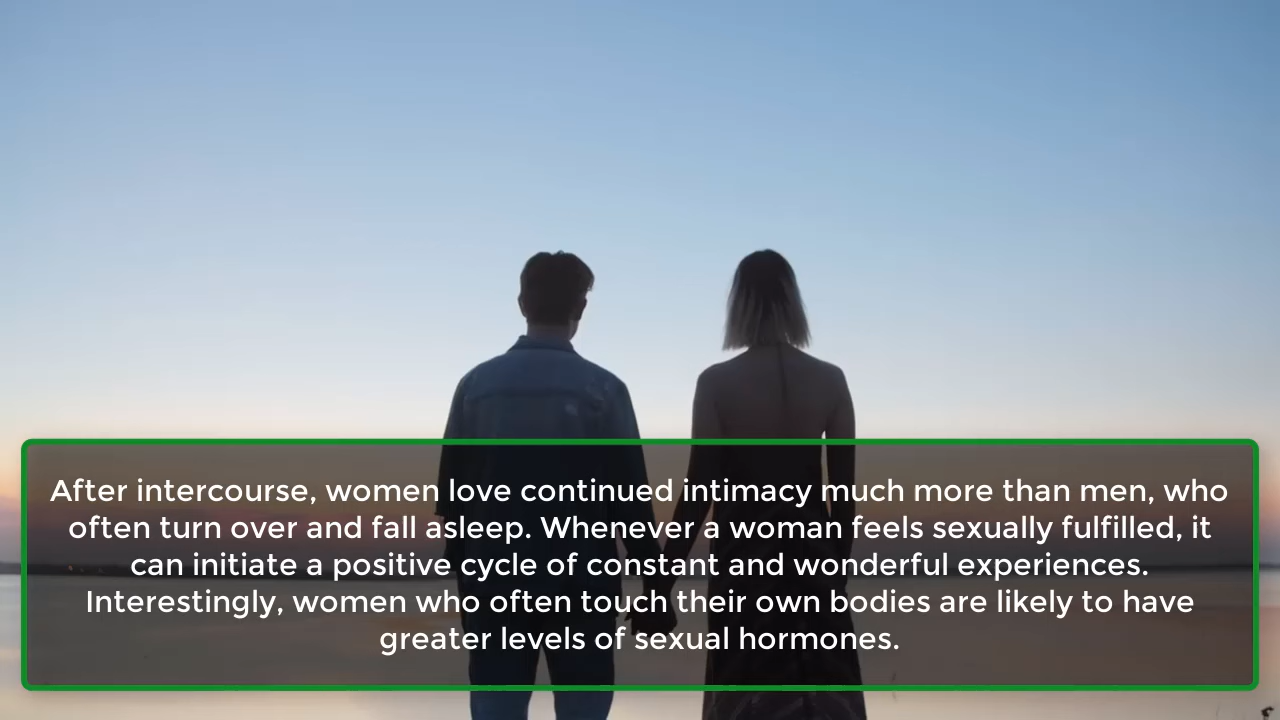 After intercourse, women love continued intimacy much more than men, who
often turn over and fall asleep. Whenever a woman feels sexually fulfilled, it
can initiate a positive cycle of constant and wonderful experiences.
Interestingly, women who often touch their own bodies are likely to have
greater levels of sexual hormones.